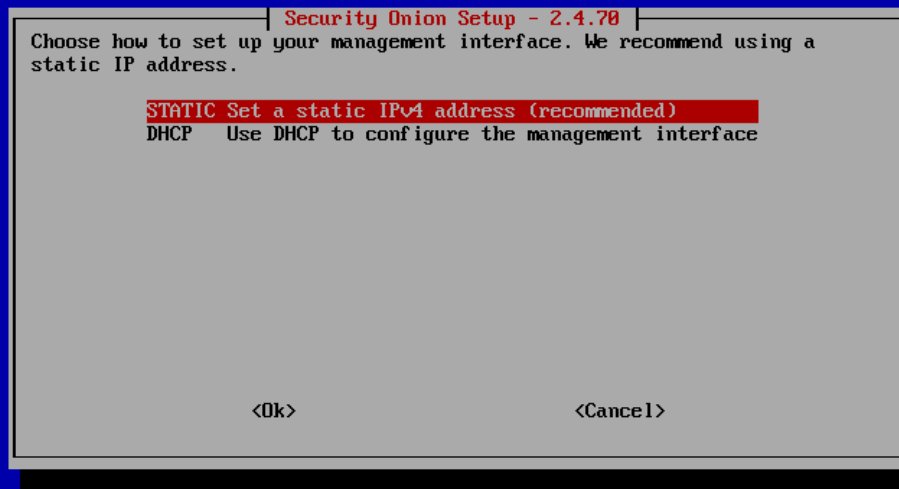 Security Onion Setup - 2.4.70
Choose how to set up your management interface. We recommend using a
static IP address.
STATIC Set a static IPv4 address (recommended)
DHCP Use DHCP to configure the management interface
<Ok> <Cancel>